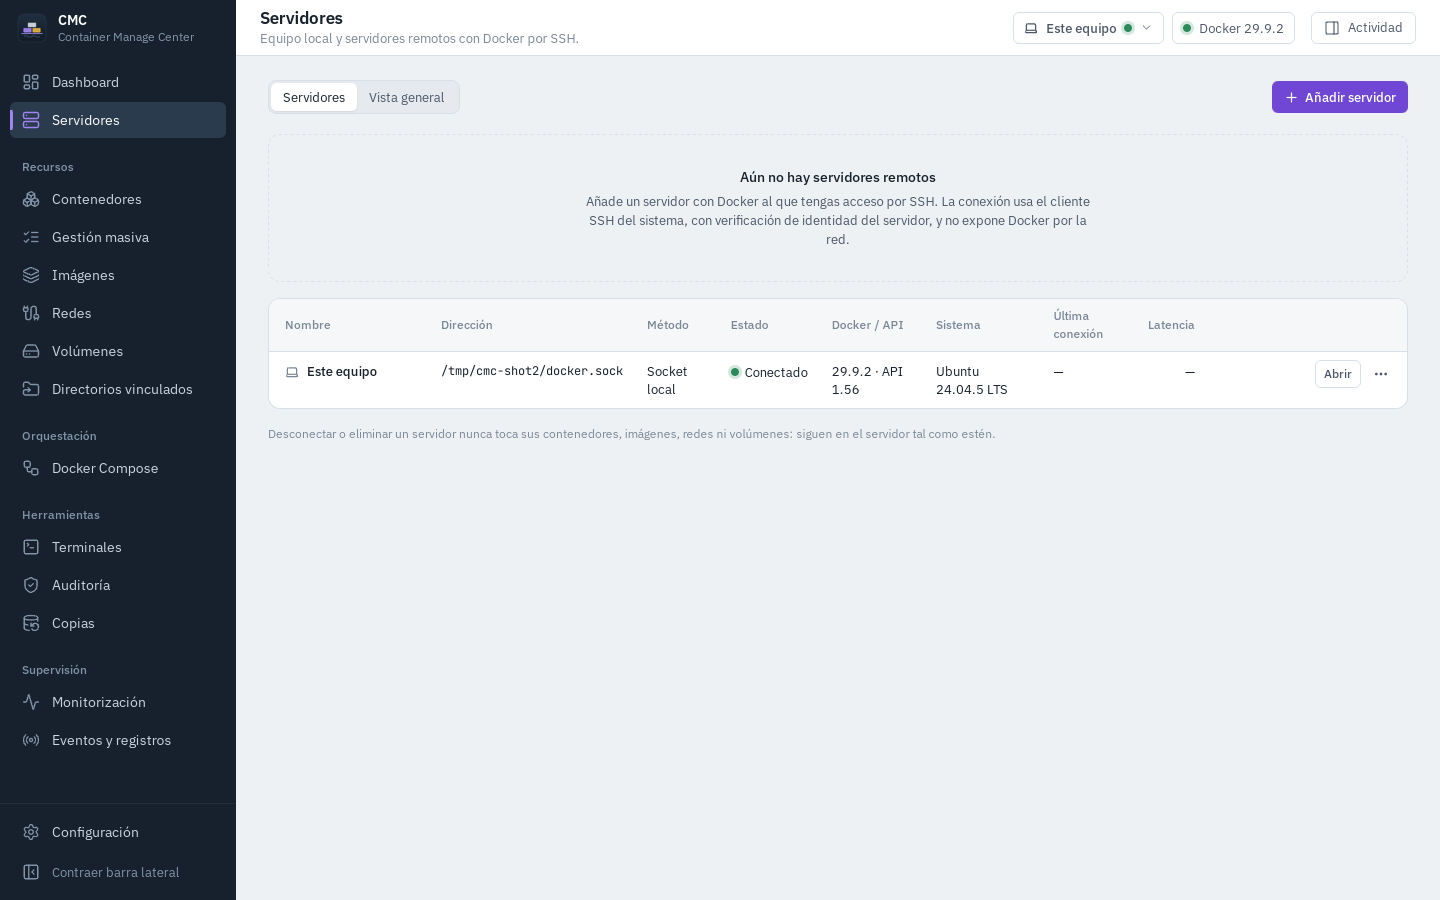 CMC
Container Manage Center
Dashboard
Servidores
Recursos
Contenedores
Gestión masiva
Imágenes
Redes
Volúmenes
Directorios vinculados
Orquestación
Docker Compose
Herramientas
Terminales
Auditoría
Copias
Supervisión
Monitorización
Eventos y registros
Configuración
Contraer barra lateral
Servidores
Equipo local y servidores remotos con Docker por SSH.
Este equipo
Docker 29.9.2
Actividad
Servidores
Vista general
Añadir servidor
Aún no hay servidores remotos
Añade un servidor con Docker al que tengas acceso por SSH. La conexión usa el cliente
SSH del sistema, con verificación de identidad del servidor, y no expone Docker por la
red.
Nombre
Dirección
Método
Estado
Docker / API
Sistema
Última
conexión
Latencia
Este equipo
/tmp/cmc-shot2/docker.sock
Socket
local
Conectado
29.9.2 · API
1.56
Ubuntu
24.04.5 LTS
—
—
Abrir
Desconectar o eliminar un servidor nunca toca sus contenedores, imágenes, redes ni volúmenes: siguen en el servidor tal como estén.